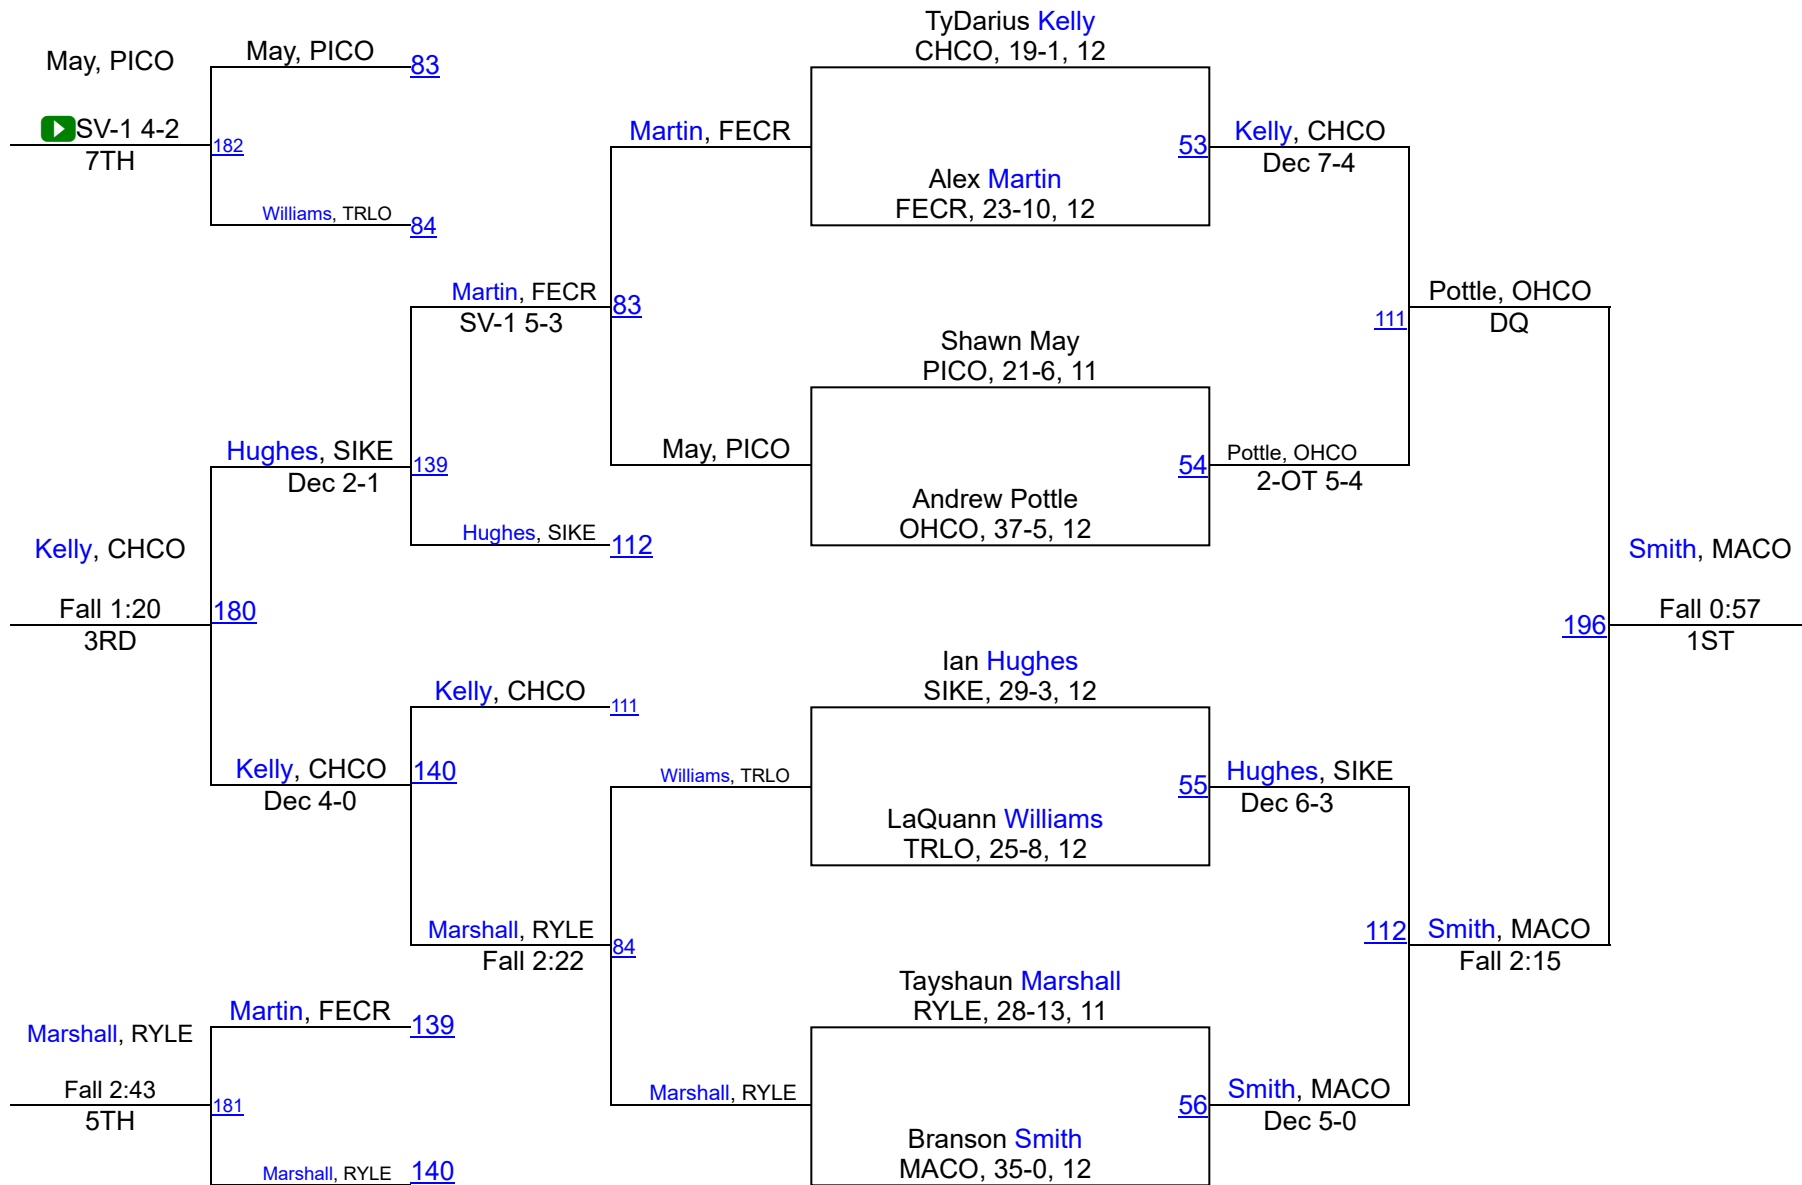 May, PICO
SV-1 4-2
7TH
May, PICO
83
182
Williams, TRLO
84
Martin, FECR
SV-1 5-3
83
Hughes, SIKE
Dec 2-1
139
Hughes, SIKE
112
Kelly, CHCO
Fall 1:20
3RD
180
Kelly, CHCO
111
Kelly, CHCO
Dec 4-0
140
Marshall, RYLE
Fall 2:22
84
Marshall, RYLE
Fall 2:43
5TH
Martin, FECR
139
181
Marshall, RYLE
140
Martin, FECR
May, PICO
Williams, TRLO
Marshall, RYLE
TyDarius Kelly
CHCO, 19-1, 12
53
Alex Martin
FECR, 23-10, 12
Shawn May
PICO, 21-6, 11
54
Andrew Pottle
OHCO, 37-5, 12
Ian Hughes
SIKE, 29-3, 12
55
LaQuann Williams
TRLO, 25-8, 12
Tayshaun Marshall
RYLE, 28-13, 11
56
Branson Smith
MACO, 35-0, 12
Kelly, CHCO
Dec 7-4
111
Pottle, OHCO
2-OT 5-4
Hughes, SIKE
Dec 6-3
112
Smith, MACO
Dec 5-0
Pottle, OHCO
DQ
196
Smith, MACO
Fall 2:15
Smith, MACO
Fall 0:57
1ST